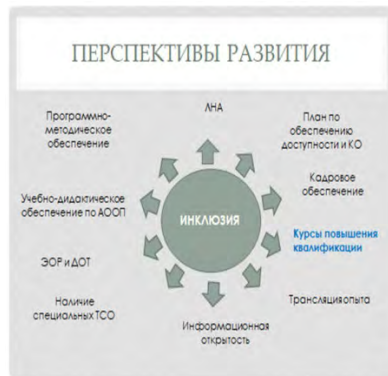 ПЕРСПЕКТИВЫ РАЗВИТИЯ
ЛНА
План по
обеспечению
доступности и КО
Кадровое
обеспечение
Курсы повышения
квалификации
Трансляция опыта
Информационная
открытость
Наличие
специальных ТСО
ЭОР и ДОТ
Учебно-дидактическое
обеспечение по АООП
Программно-
методическое
обеспечение
ИНКЛЮЗИЯ